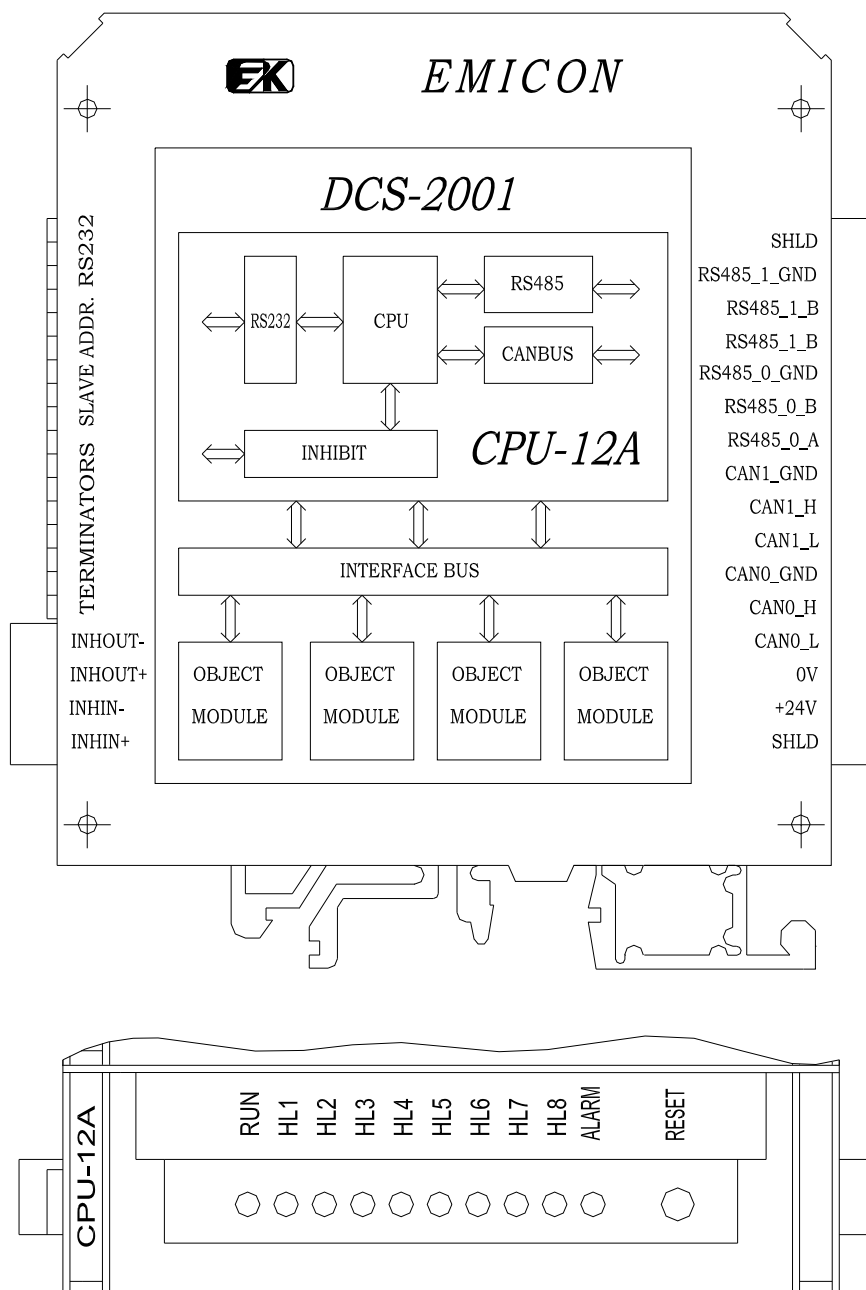 EK
EMICON
DCS-2001
RS232
CPU
RS485
CANBUS
INHIBIT
CPU-12A
INTERFACE BUS
OBJECT
MODULE
OBJECT
MODULE
OBJECT
MODULE
OBJECT
MODULE
RS232
SLAVE ADDR.
TERMINATORS
INHOUT-
INHOUT+
INHIN-
INHIN+
SHLD
RS485_1_GND
RS485_1_B
RS485_1_B
RS485_0_GND
RS485_0_B
RS485_0_A
CAN1_GND
CAN1_H
CAN1_L
CAN0_GND
CAN0_H
CAN0_L
0V
+24V
SHLD
CPU-12A
RUN
HL1
HL2
HL3
HL4
HL5
HL6
HL7
HL8
ALARM
RESET